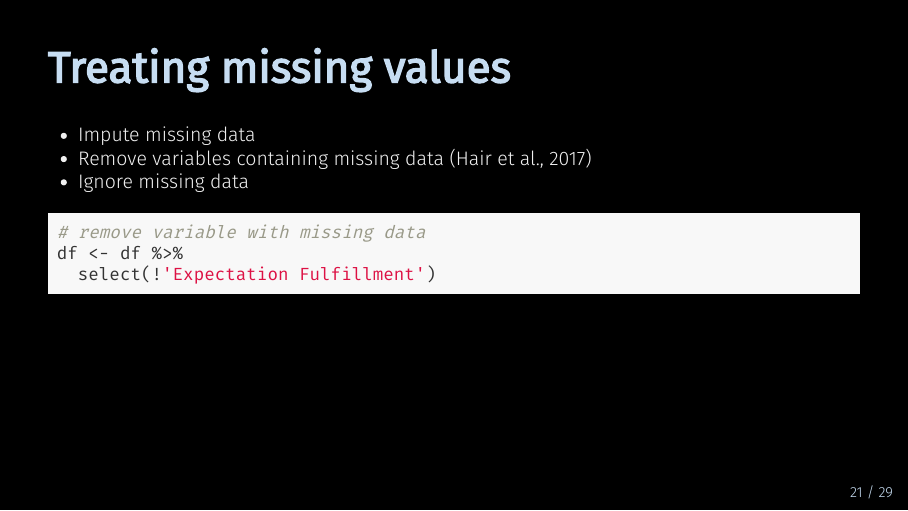 Treating missing values
• Impute missing data
• Remove variables containing missing data (Hair et al., 2017)
• Ignore missing data
# remove variable with missing data
df <- df %>%
  select(!'Expectation Fulfillment')
21 / 29